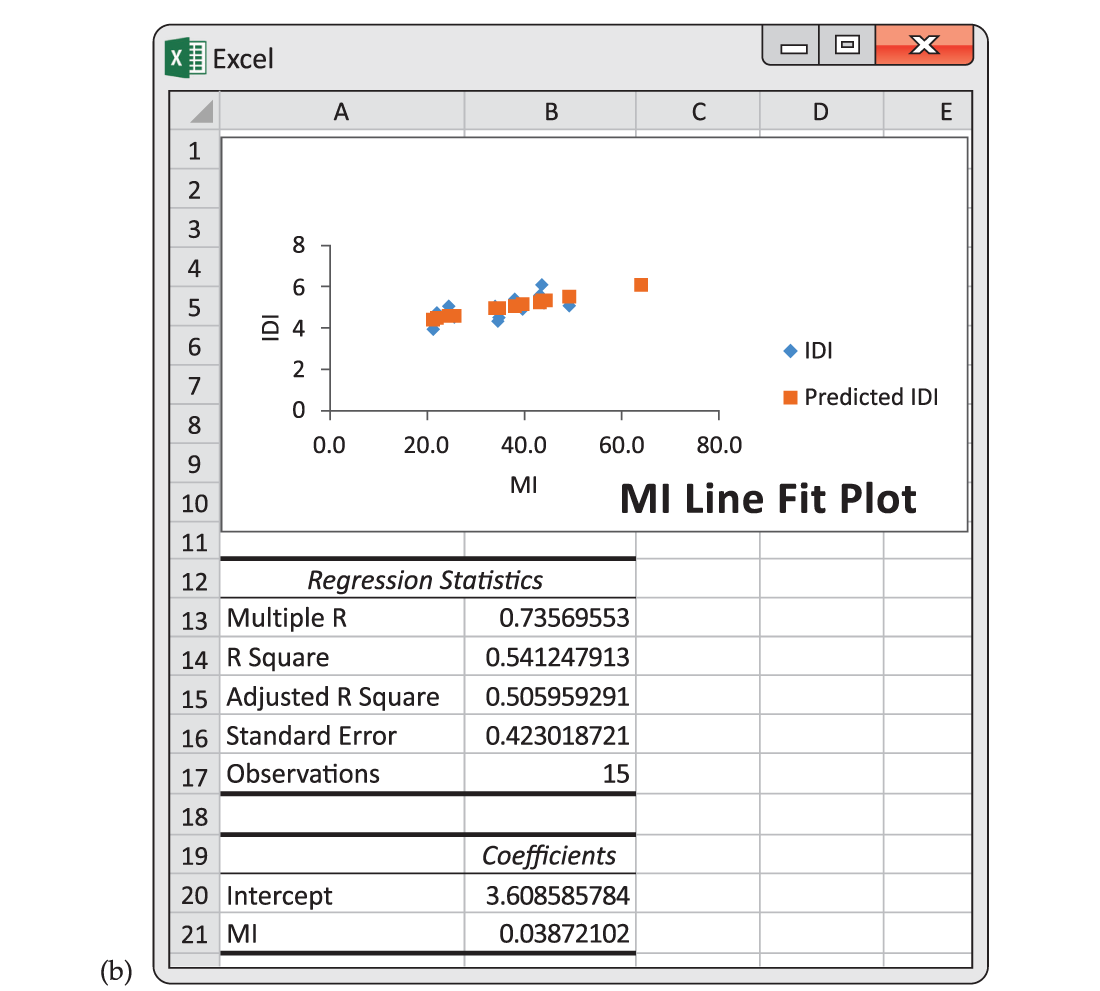 X Excel
A B C D E
1
2
3
4
5
6
7
8
9
10
11
8
6
4
2
0
IDI
0.0 20.0 40.0 60.0 80.0
MI
IDI
Predicted IDI
MI Line Fit Plot
12 Regression Statistics
13 Multiple R 0.73569553
14 R Square 0.541247913
15 Adjusted R Square 0.505959291
16 Standard Error 0.423018721
17 Observations 15
18
19 Coefficients
20 Intercept 3.608585784
21 MI 0.03872102
(b)